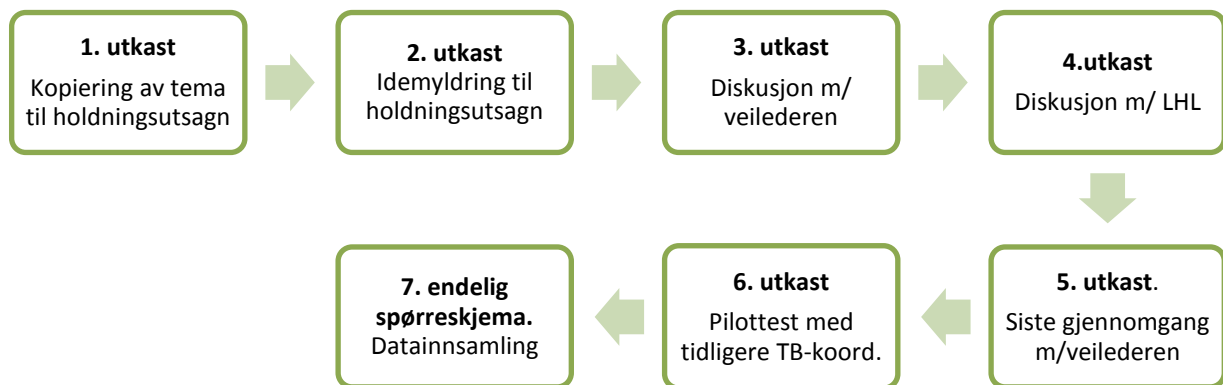 1. utkast
Kopiering av tema
til holdningsutsagn
2. utkast
Idemyldring til
holdningsutsagn
3. utkast
Diskusjon m/
veilederen
4.utkast
Diskusjon m/ LHL
5. utkast.
Siste gjennomgang
m/veilederen
6. utkast
Pilottest med
tidligere TB-koord.
7. endelig
spørreskjema.
Datainnsamling